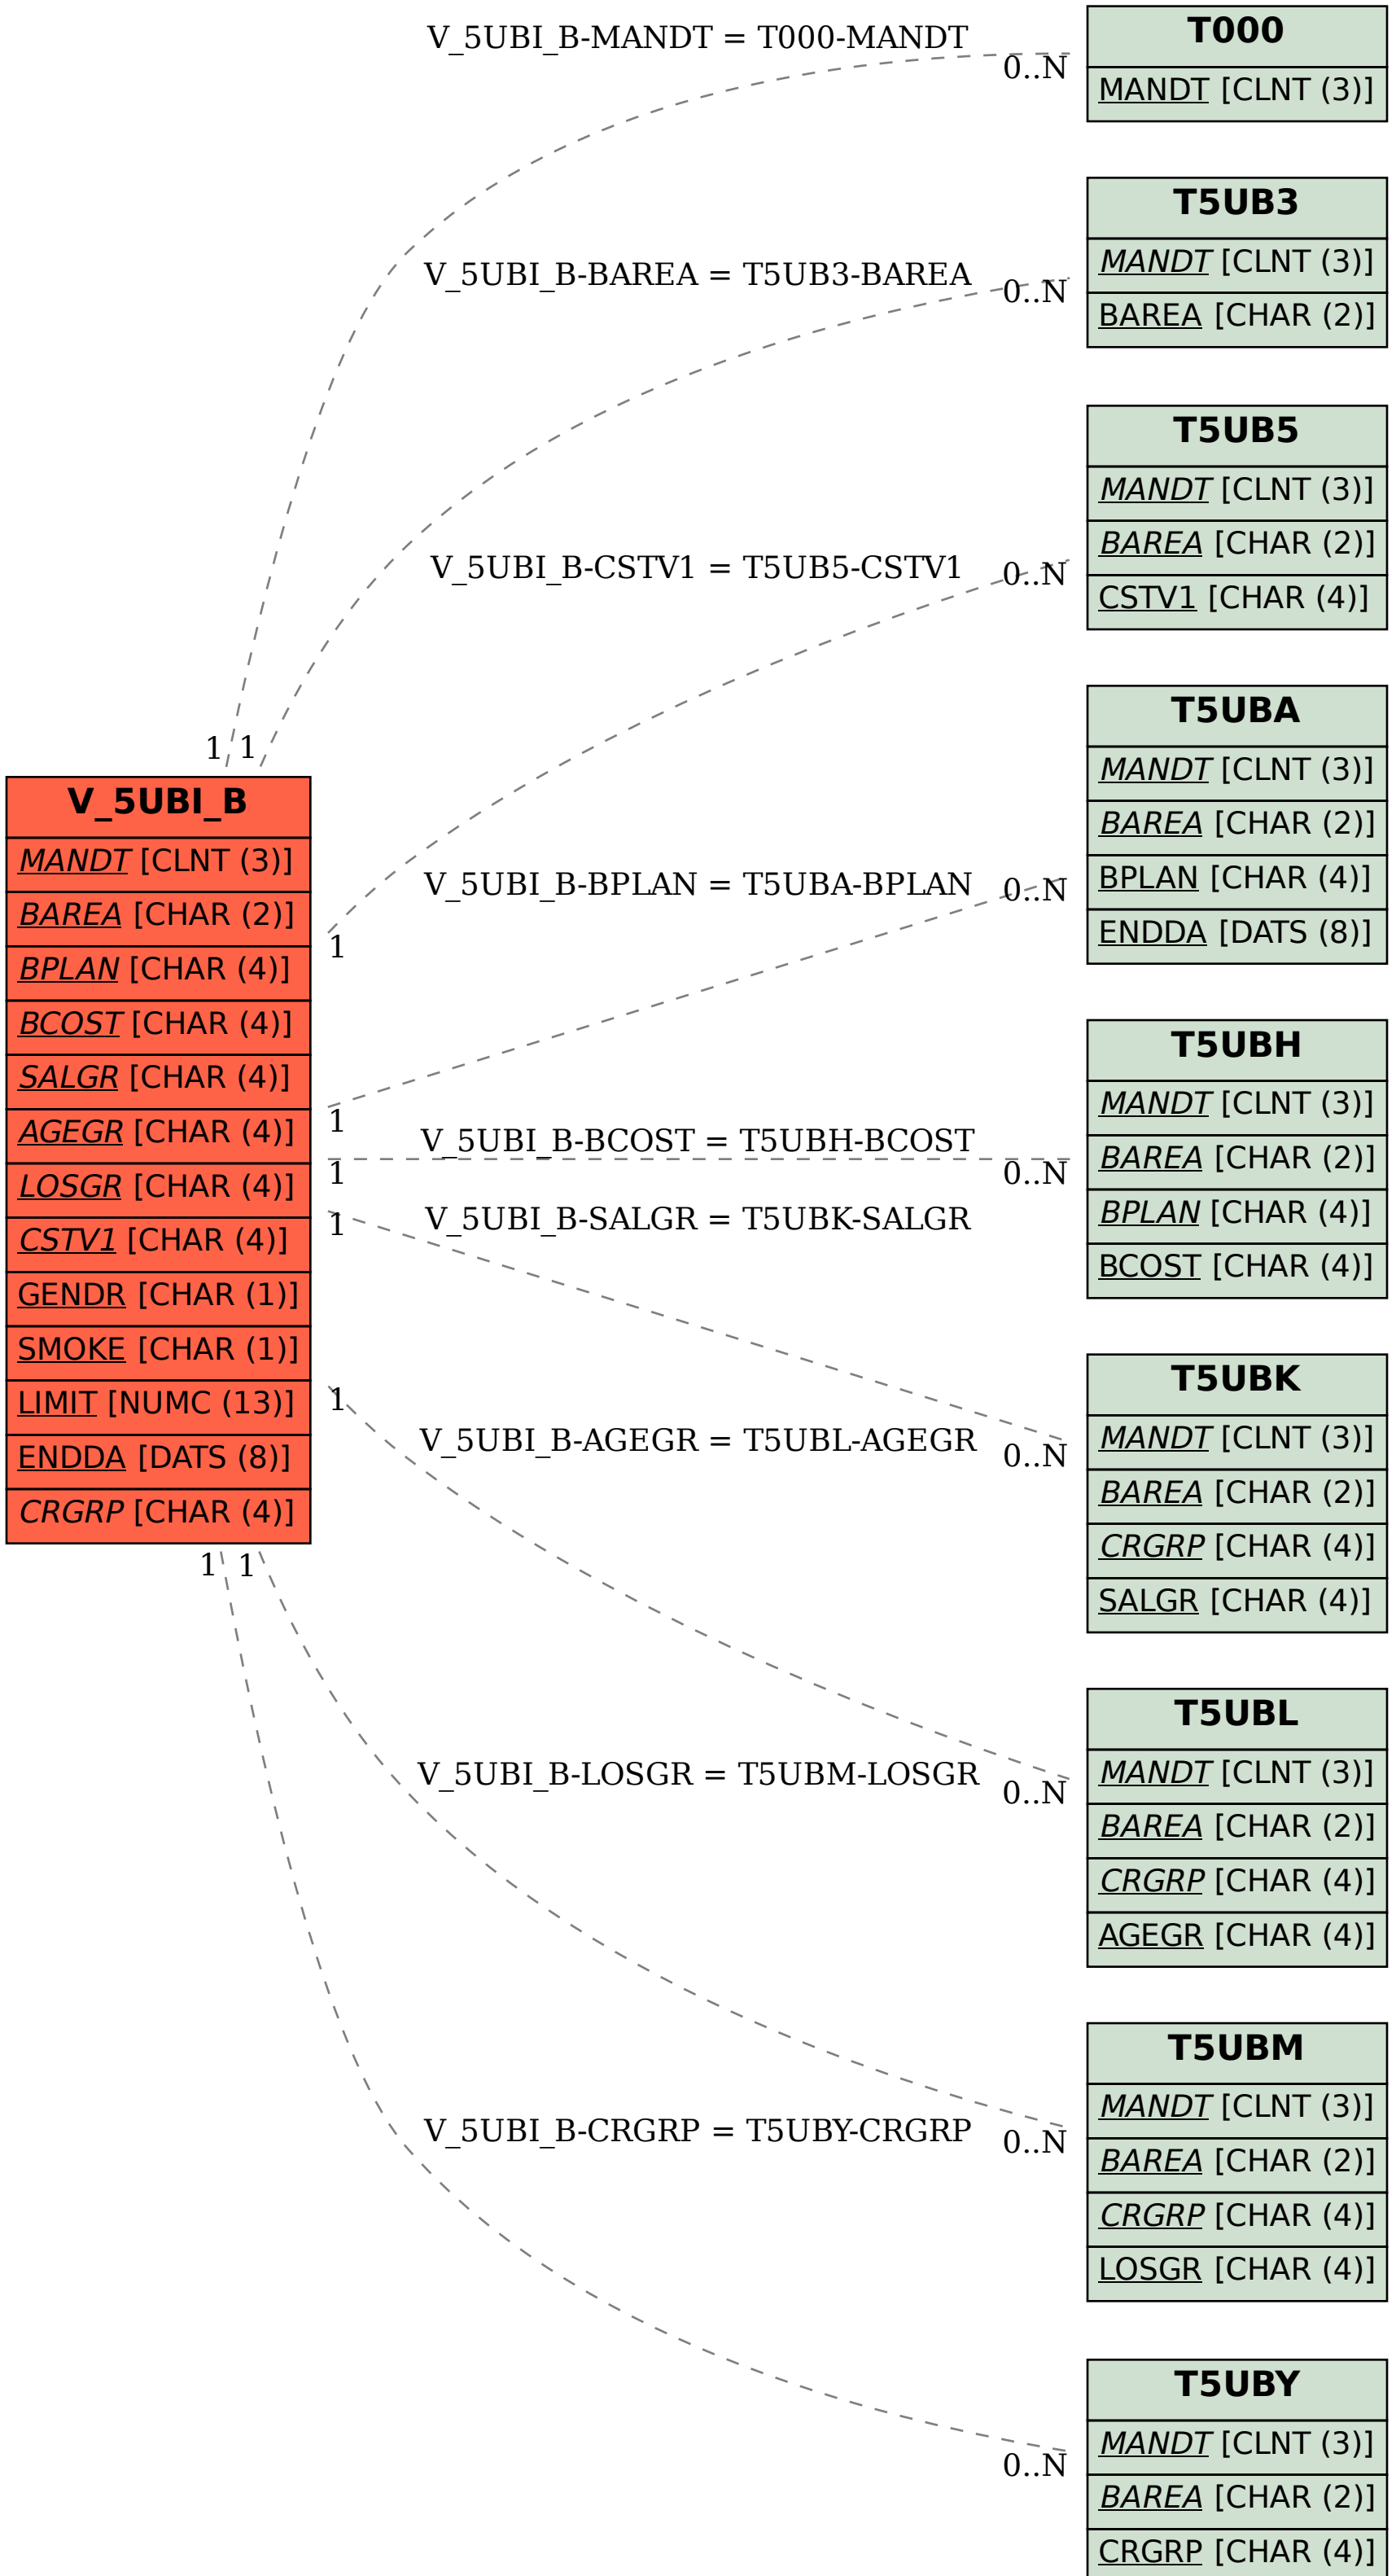 V_5UBI_B-MANDT = T000-MANDT
0..N
T000
MANDT [CLNT (3)]
V_5UBI_B-BAREA = T5UB3-BAREA
0..N
T5UB3
MANDT [CLNT (3)]
BAREA [CHAR (2)]
V_5UBI_B-CSTV1 = T5UB5-CSTV1
0..N
T5UB5
MANDT [CLNT (3)]
BAREA [CHAR (2)]
CSTV1 [CHAR (4)]
1 1
V_5UBI_B
MANDT [CLNT (3)]
BAREA [CHAR (2)]
BPLAN [CHAR (4)]
BCOST [CHAR (4)]
SALGR [CHAR (4)]
AGEGR [CHAR (4)]
LOSGR [CHAR (4)]
CSTV1 [CHAR (4)]
GENDR [CHAR (1)]
SMOKE [CHAR (1)]
LIMIT [NUMC (13)]
ENDDA [DATS (8)]
CRGRP [CHAR (4)]
1
V_5UBI_B-BPLAN = T5UBA-BPLAN
0..N
1
T5UBA
MANDT [CLNT (3)]
BAREA [CHAR (2)]
BPLAN [CHAR (4)]
ENDDA [DATS (8)]
V_5UBI_B-BCOST = T5UBH-BCOST
1
0..N
T5UBH
MANDT [CLNT (3)]
BAREA [CHAR (2)]
BPLAN [CHAR (4)]
BCOST [CHAR (4)]
V_5UBI_B-SALGR = T5UBK-SALGR
1
0..N
T5UBK
MANDT [CLNT (3)]
BAREA [CHAR (2)]
CRGRP [CHAR (4)]
SALGR [CHAR (4)]
1
V_5UBI_B-AGEGR = T5UBL-AGEGR
0..N
T5UBL
MANDT [CLNT (3)]
BAREA [CHAR (2)]
CRGRP [CHAR (4)]
AGEGR [CHAR (4)]
1 1
V_5UBI_B-LOSGR = T5UBM-LOSGR
0..N
T5UBM
MANDT [CLNT (3)]
BAREA [CHAR (2)]
CRGRP [CHAR (4)]
LOSGR [CHAR (4)]
V_5UBI_B-CRGRP = T5UBY-CRGRP
0..N
T5UBY
MANDT [CLNT (3)]
BAREA [CHAR (2)]
CRGRP [CHAR (4)]